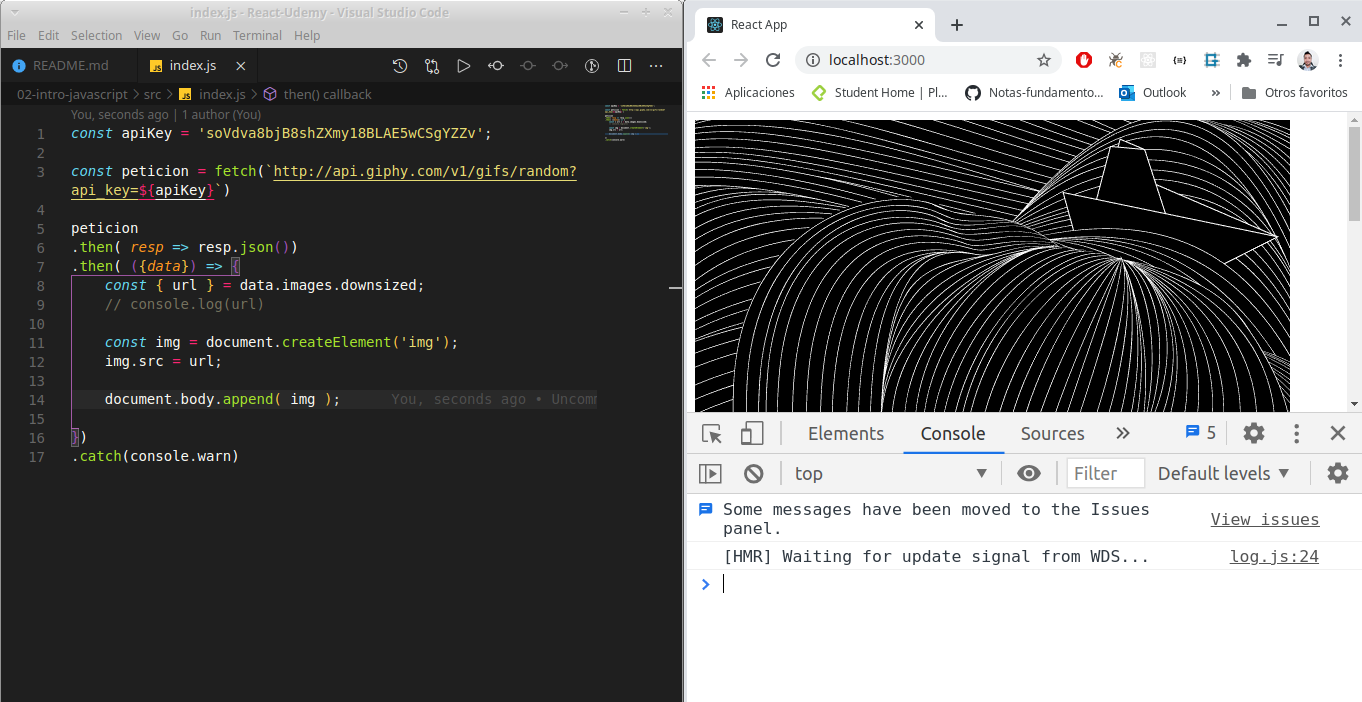 index.js - React-Udemy - Visual Studio Code
File Edit Selection View Go Run Terminal Help
README.md
index.js
02-intro-javascript > src > index.js > then() callback
You, seconds ago | 1 author (You)
1 const apiKey = 'soVdva8bjB8shZXmy18BLAE5wCSgYZZv';
2
3 const peticion = fetch(`http://api.giphy.com/v1/gifs/random?
api_key=${apiKey}`)
4
5 peticion
6 .then( resp => resp.json())
7 .then( ({data}) => {
8 const { url } = data.images.downsized;
9 // console.log(url)
10
11 const img = document.createElement('img');
12 img.src = url;
13
14 document.body.append( img ); You, seconds ago • Uncomm
15
16 })
17 .catch(console.warn)
React App
localhost:3000
Aplicaciones
Student Home | Pl...
Notas-fundamento...
Outlook
»
Otros favoritos
Elements Console Sources » 5
top Filter Default levels
Some messages have been moved to the Issues
panel.
View issues
[HMR] Waiting for update signal from WDS... log.js:24